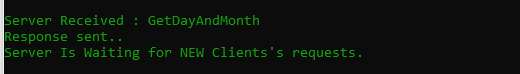 Server Received : GetDayAndMonth
Response sent..
Server Is Waiting for NEW Clients's requests.